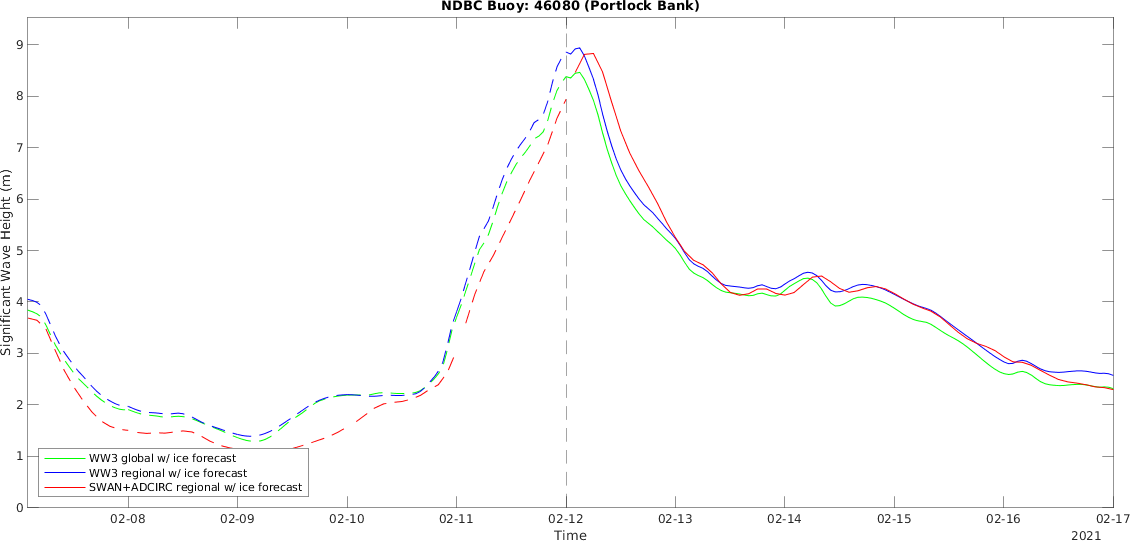 NDBC Buoy: 46080 (Portlock Bank)
Significant Wave Height (m)
9
8
7
6
5
4
3
2
1
0
WW3 global w/ ice forecast
WW3 regional w/ ice forecast
SWAN+ADCIRC regional w/ ice forecast
02-08 02-09 02-10 02-11 02-12 02-13 02-14 02-15 02-16 02-17
Time
2021